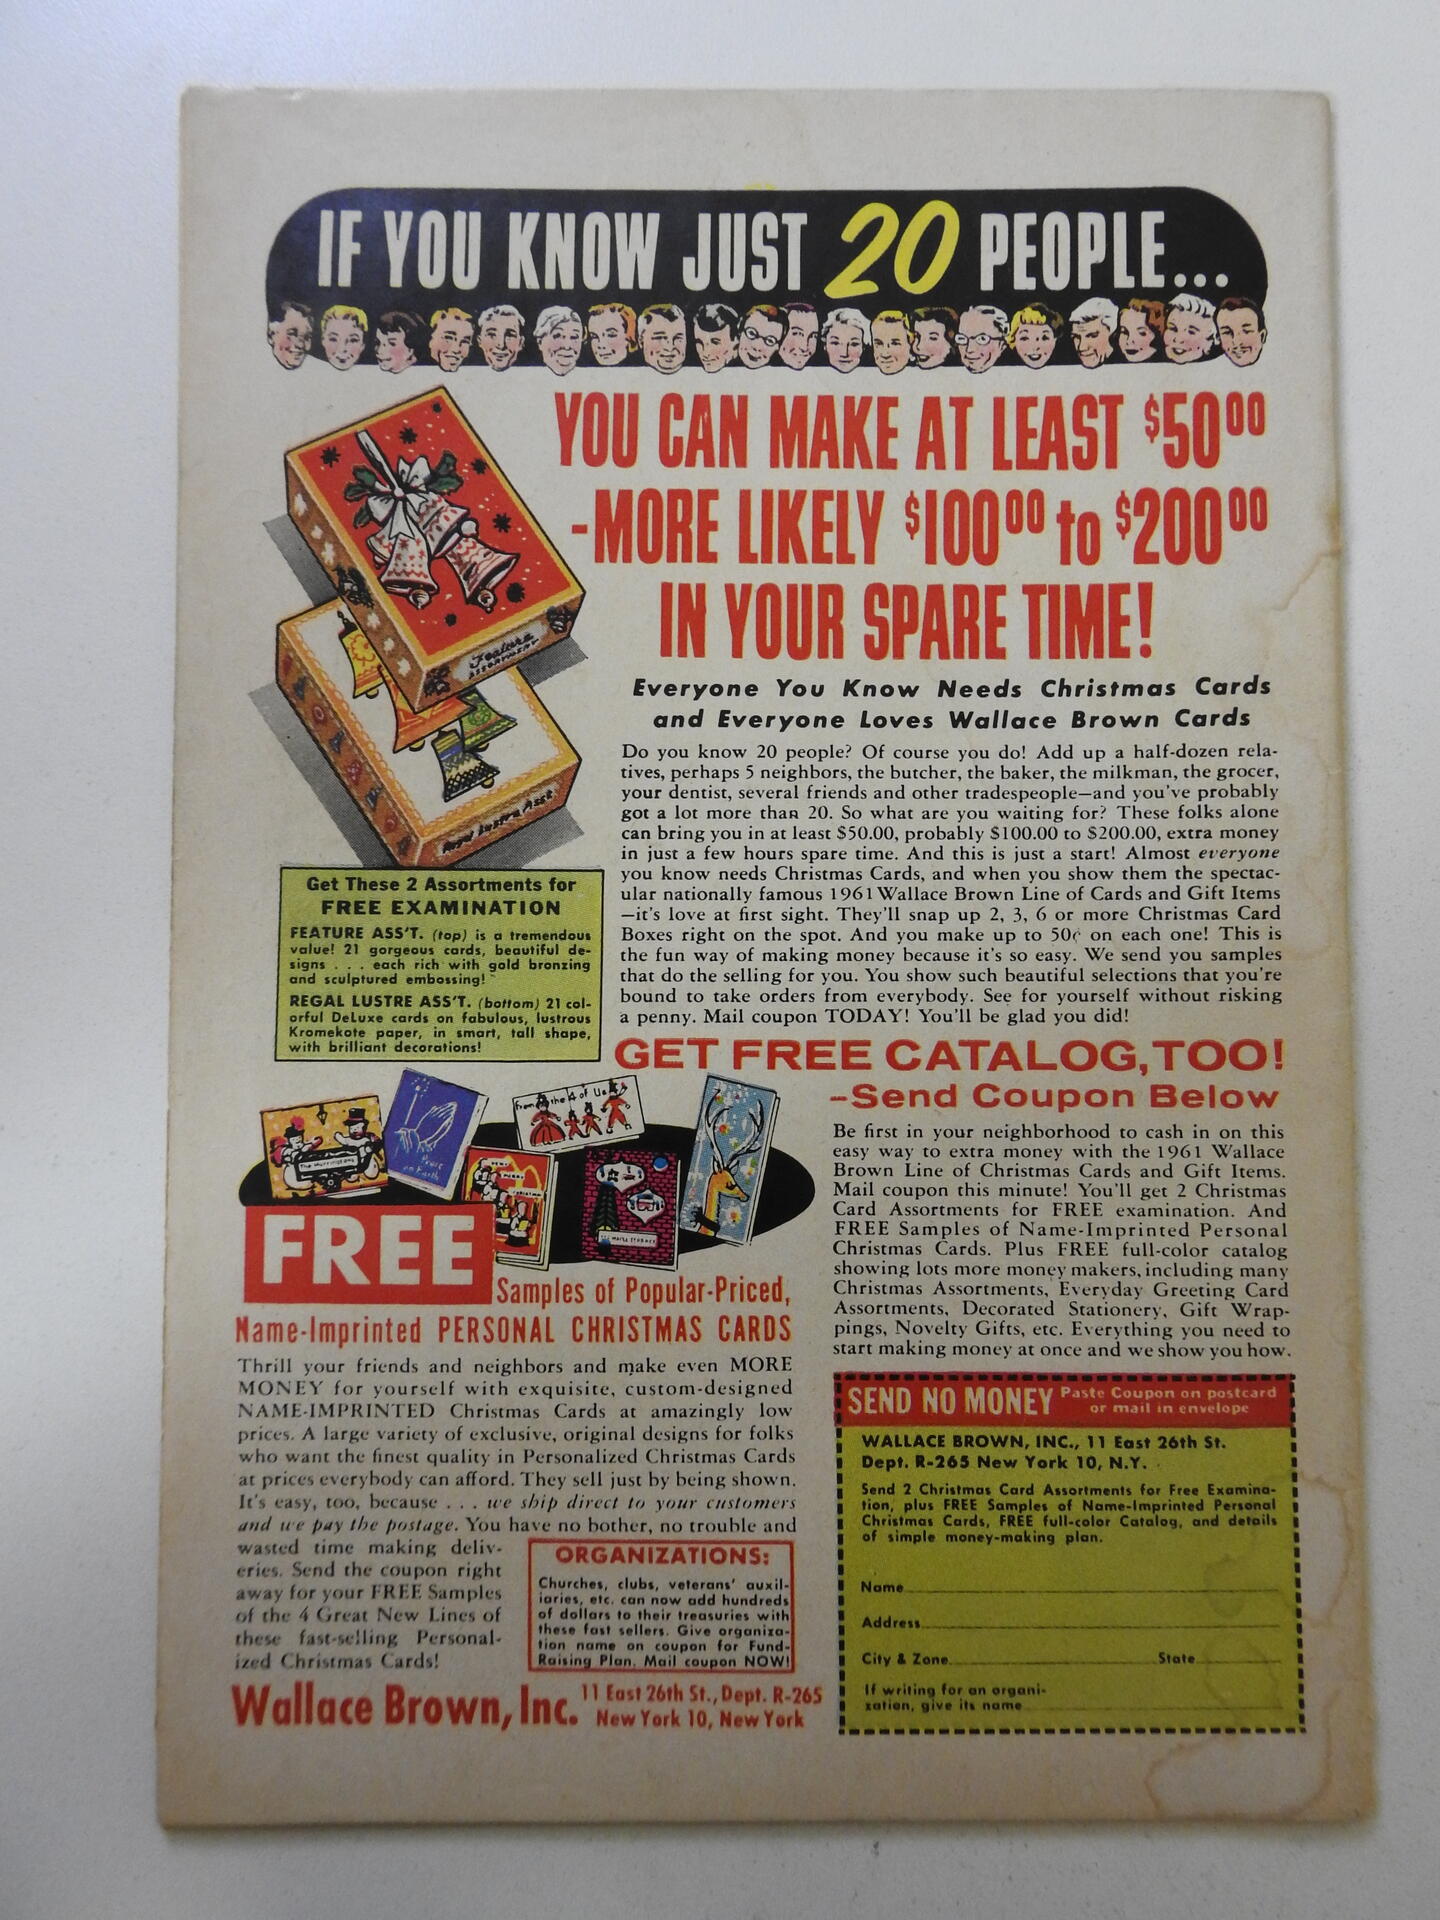 IF YOU KNOW JUST 20 PEOPLE...
YOU CAN MAKE AT LEAST $50.00
-MORE LIKELY $100.00 to $200.00
IN YOUR SPARE TIME!
Feature
ASSORTMENT
Regal Lustre Asst.
Everyone You Know Needs Christmas Cards
and Everyone Loves Wallace Brown Cards
Do you know 20 people? Of course you do! Add up a half-dozen rela-
tives, perhaps 5 neighbors, the butcher, the baker, the milkman, the grocer,
your dentist, several friends and other tradespeople—and you've probably
got a lot more than 20. So what are you waiting for? These folks alone
can bring you in at least $50.00, probably $100.00 to $200.00, extra money
in just a few hours spare time. And this is just a start! Almost everyone
you know needs Christmas Cards, and when you show them the spectac-
ular nationally famous 1961 Wallace Brown Line of Cards and Gift Items
—it's love at first sight. They'll snap up 2, 3, 6 or more Christmas Card
Boxes right on the spot. And you make up to 50¢ on each one! This is
the fun way of making money because it's so easy. We send you samples
that do the selling for you. You show such beautiful selections that you're
bound to take orders from everybody. See for yourself without risking
a penny. Mail coupon TODAY! You'll be glad you did!
Get These 2 Assortments for
FREE EXAMINATION
FEATURE ASS'T. (top) is a tremendous
value! 21 gorgeous cards, beautiful de-
signs . . . each rich with gold bronzing
and sculptured embossing!
REGAL LUSTRE ASS'T. (bottom) 21 col-
orful DeLuxe cards on fabulous, lustrous
Kromekote paper, in smart, tall shape,
with brilliant decorations!
GET FREE CATALOG, TOO!
-Send Coupon Below
Be first in your neighborhood to cash in on this
easy way to extra money with the 1961 Wallace
Brown Line of Christmas Cards and Gift Items.
Mail coupon this minute! You'll get 2 Christmas
Card Assortments for FREE examination. And
FREE Samples of Name-Imprinted Personal
Christmas Cards. Plus FREE full-color catalog
showing lots more money makers, including many
Christmas Assortments, Everyday Greeting Card
Assortments, Decorated Stationery, Gift Wrap-
pings, Novelty Gifts, etc. Everything you need to
start making money at once and we show you how.
The Harringtons
Peace
on Earth
From the 4 of Us
MERRY
CHRISTMAS
FREE
Samples of Popular-Priced,
Name-Imprinted PERSONAL CHRISTMAS CARDS
Thrill your friends and neighbors and make even MORE
MONEY for yourself with exquisite, custom-designed
NAME-IMPRINTED Christmas Cards at amazingly low
prices. A large variety of exclusive, original designs for folks
who want the finest quality in Personalized Christmas Cards
at prices everybody can afford. They sell just by being shown.
It's easy, too, because . . . we ship direct to your customers
and we pay the postage. You have no bother, no trouble and
wasted time making deliv-
eries. Send the coupon right
away for your FREE Samples
of the 4 Great New Lines of
these fast-selling Personal-
ized Christmas Cards!
ORGANIZATIONS:
Churches, clubs, veterans' auxil-
iaries, etc. can now add hundreds
of dollars to their treasuries with
these fast sellers. Give organiza-
tion name on coupon for Fund-
Raising Plan. Mail coupon NOW!
Wallace Brown, Inc. 11 East 26th St., Dept. R-265
New York 10, New York
SEND NO MONEY Paste Coupon on postcard
or mail in envelope
WALLACE BROWN, INC., 11 East 26th St.
Dept. R-265 New York 10, N.Y.
Send 2 Christmas Card Assortments for Free Examina-
tion, plus FREE Samples of Name-Imprinted Personal
Christmas Cards, FREE full-color Catalog, and details
of simple money-making plan.
Name
Address
City & Zone State
If writing for an organi-
zation, give its name